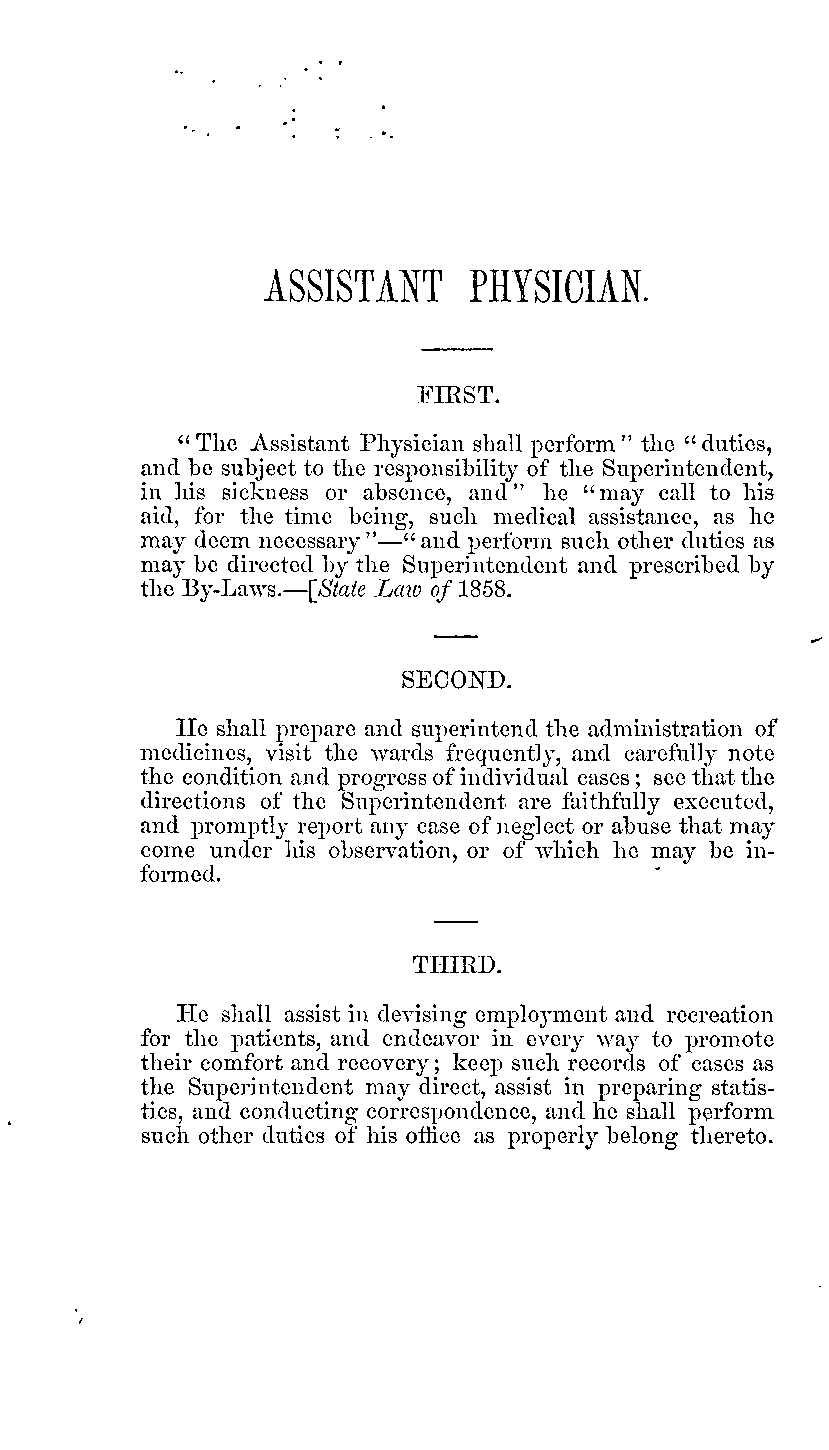 ASSISTANT PHYSICIAN.
FIRST.
“The Assistant Physician shall perform” the “duties,
and be subject to the responsibility of the Superintendent,
in his sickness or absence, and” he “may call to his
aid, for the time being, such medical assistance, as he
may deem necessary”—“and perform such other duties as
may be directed by the Superintendent and prescribed by
the By-Laws.—[State Law of 1858.
SECOND.
He shall prepare and superintend the administration of
medicines, visit the wards frequently, and carefully note
the condition and progress of individual cases; see that the
directions of the Superintendent are faithfully executed,
and promptly report any case of neglect or abuse that may
come under his observation, or of which he may be in-
formed.
THIRD.
He shall assist in devising employment and recreation
for the patients, and endeavor in every way to promote
their comfort and recovery; keep such records of cases as
the Superintendent may direct, assist in preparing statis-
tics, and conducting correspondence, and he shall perform
such other duties of his office as properly belong thereto.